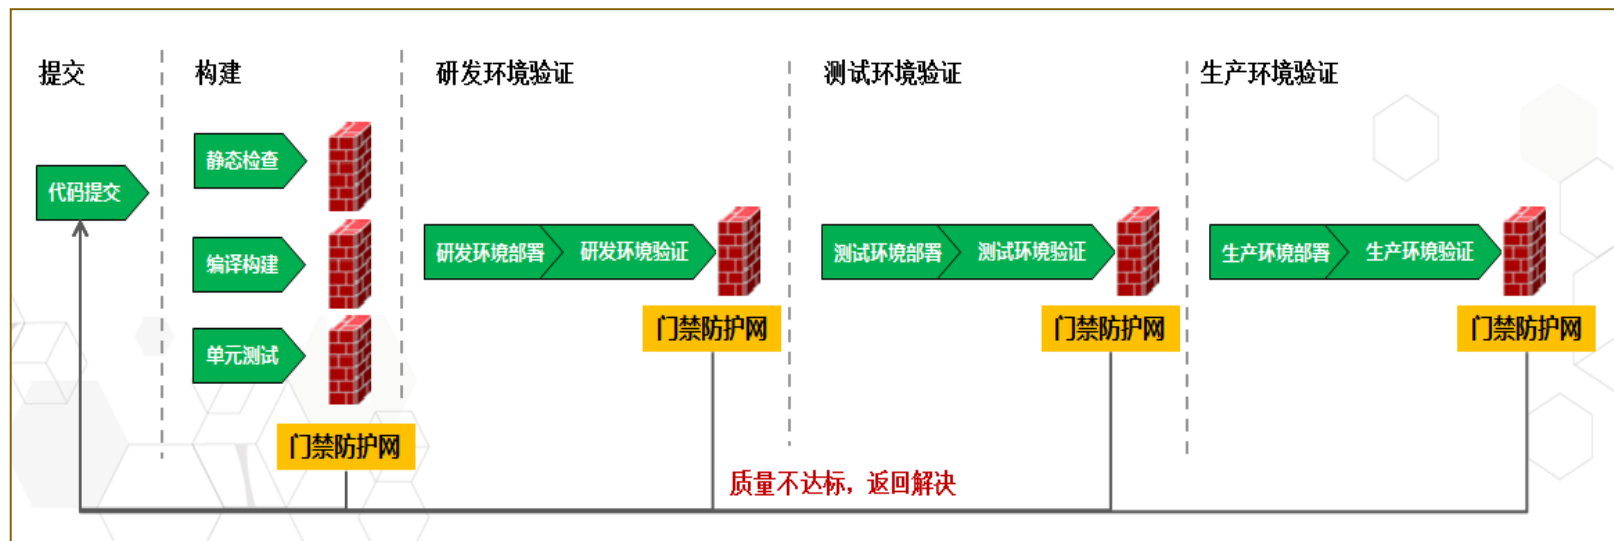 提交
构建
研发环境验证
测试环境验证
生产环境验证
代码提交
静态检查
编译构建
单元测试
门禁防护网
研发环境部署
研发环境验证
门禁防护网
测试环境部署
测试环境验证
门禁防护网
生产环境部署
生产环境验证
门禁防护网
质量不达标，返回解决